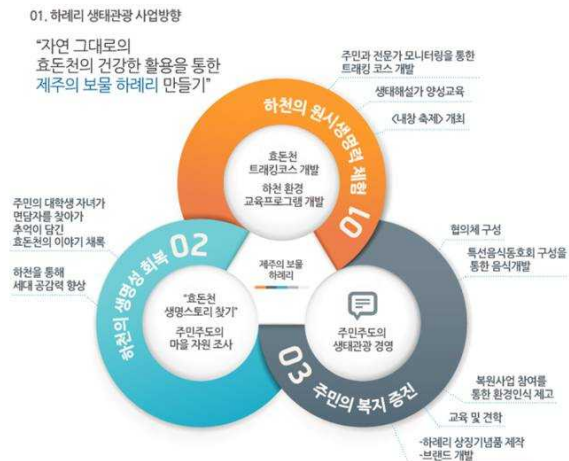 01. 하례리 생태관광 사업방향
“자연 그대로의
효돈천의 건강한 활용을 통한
제주의 보물 하례리 만들기”
주민과 전문가 모니터링을 통한
트래킹 코스 개발
생태해설가 양성교육
<내창 축제> 개최
하천의 원시생명력 체험
01
효돈천
트래킹코스 개발
하천 환경
교육프로그램 개발
주민의 대학생 자녀가
면담자를 찾아가
추억이 담긴
효돈천의 이야기 채록
하천을 통해
세대 공감력 향상
하천의 생명성 회복
02
"효돈천
생명스토리 찾기"
주민주도의
마을 자원 조사
제주의 보물
하례리
협의체 구성
특선음식동호회 구성을
통한 음식개발
주민주도의
생태관광 경영
03
주민의 복지 증진
복원사업 참여를
통한 환경인식 제고
교육 및 견학
-하례리 상징기념품 제작
-브랜드 개발